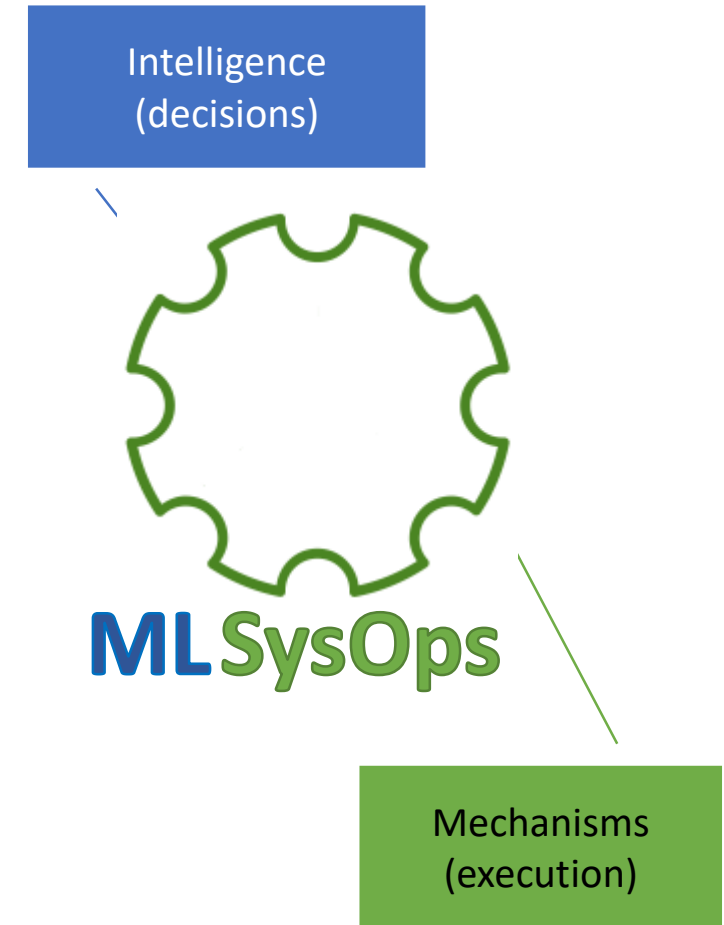 Intelligence
(decisions)
MLSysOps
Mechanisms
(execution)